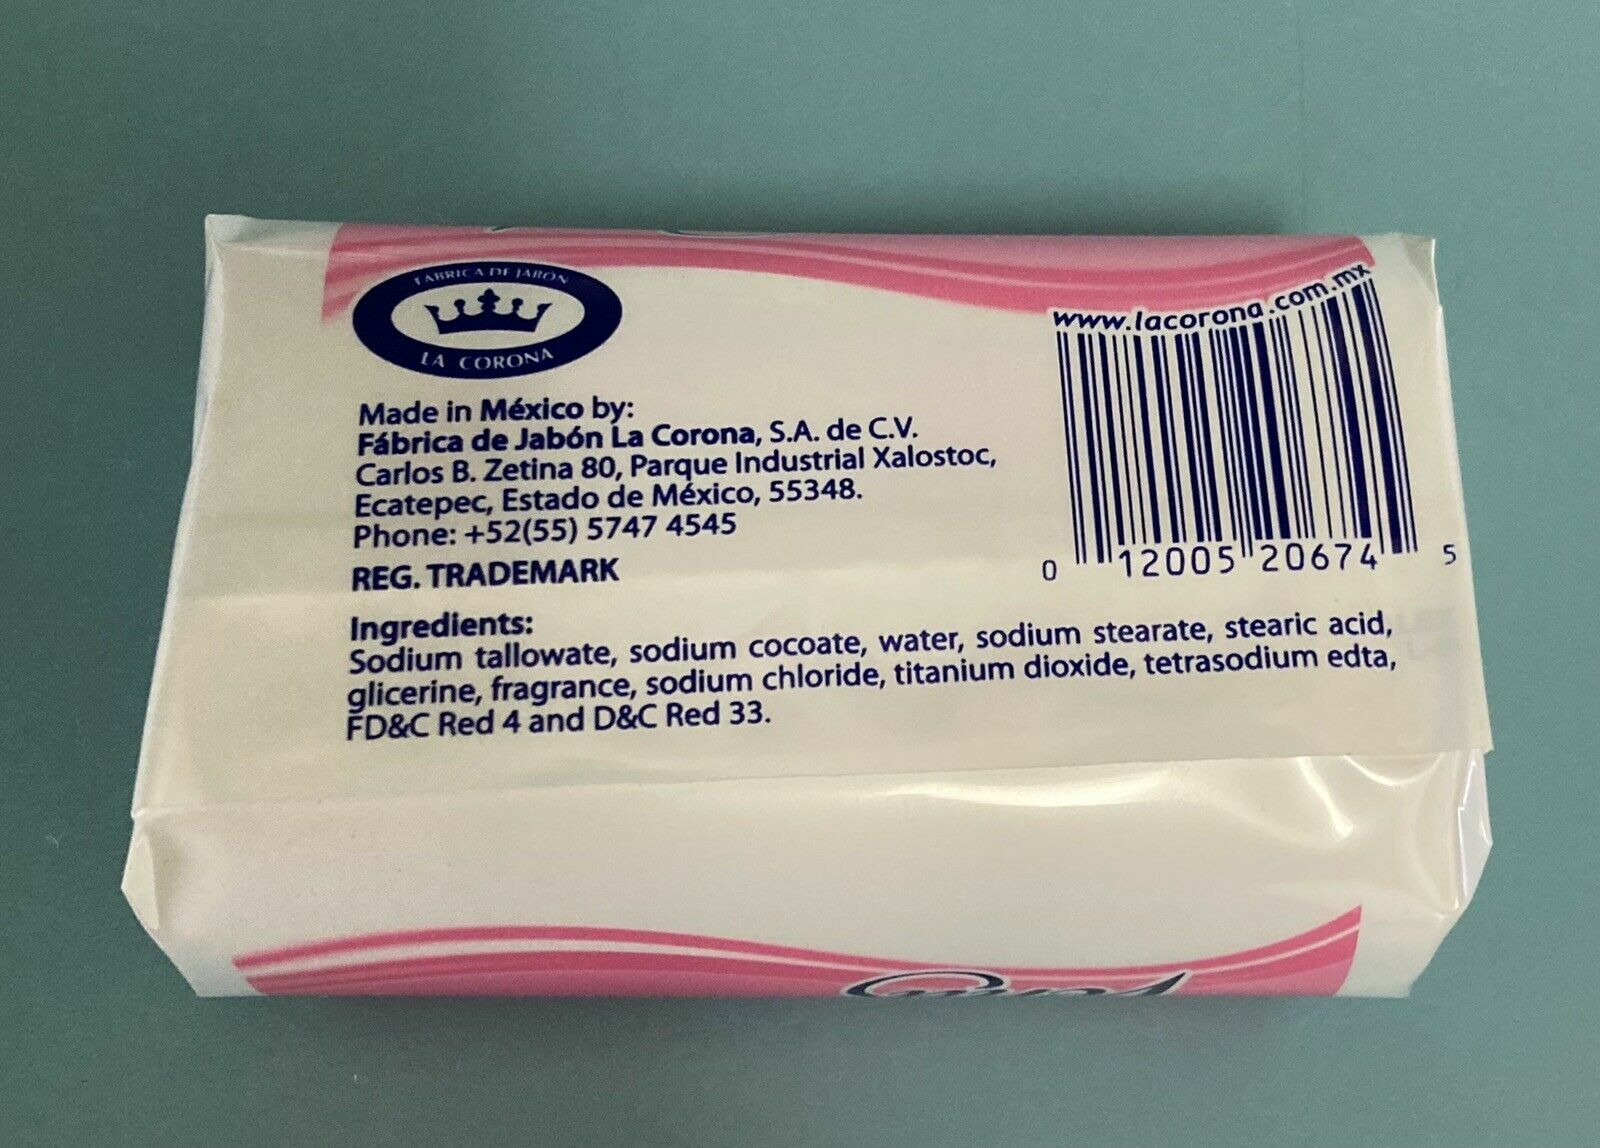 FABRICA DE JABON
LA CORONA
www.lacorona.com.mx
Made in México by:
Fábrica de Jabón La Corona, S.A. de C.V.
Carlos B. Zetina 80, Parque Industrial Xalostoc,
Ecatepec, Estado de México, 55348.
Phone: +52(55) 5747 4545
REG. TRADEMARK
0 12005 20674 5
Ingredients:
Sodium tallowate, sodium cocoate, water, sodium stearate, stearic acid,
glicerine, fragrance, sodium chloride, titanium dioxide, tetrasodium edta,
FD&C Red 4 and D&C Red 33.